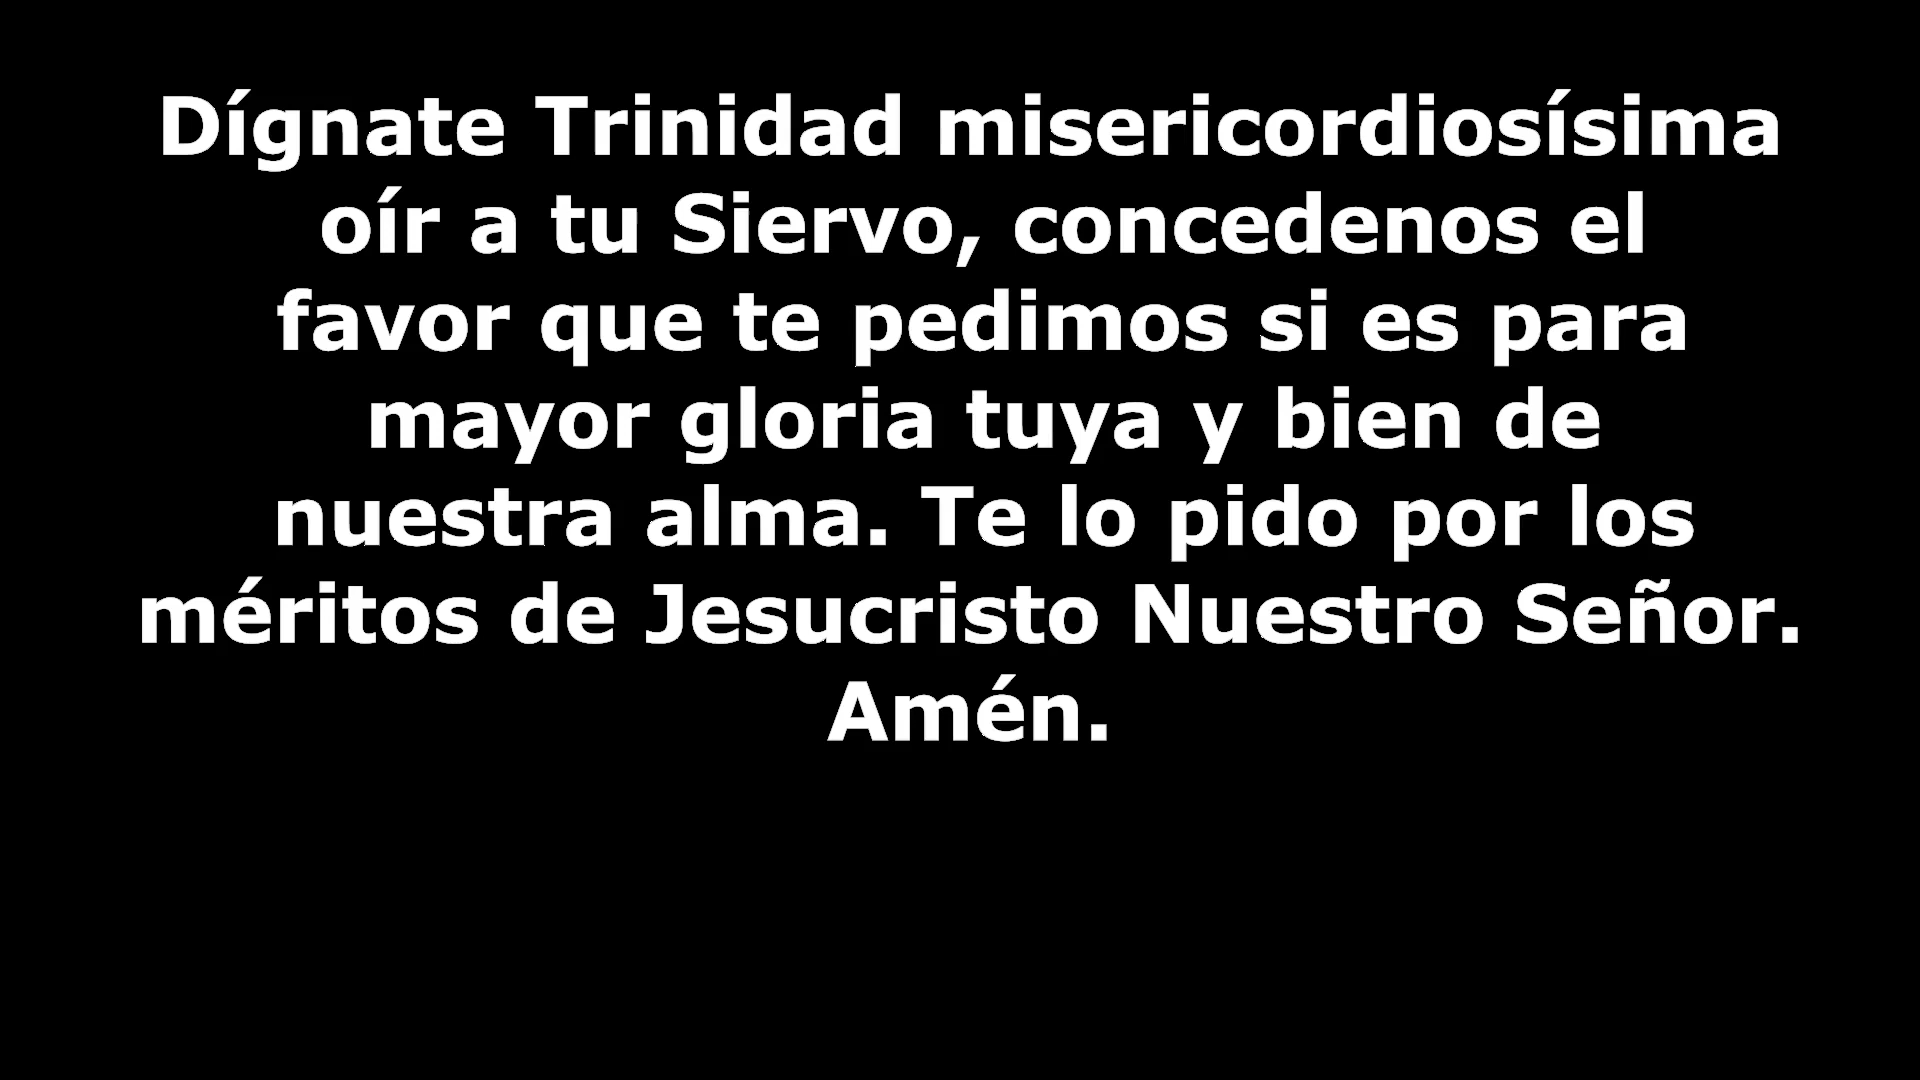 Dígnate Trinidad misericordiosísima
oír a tu Siervo, concedenos el
favor que te pedimos si es para
mayor gloria tuya y bien de
nuestra alma. Te lo pido por los
méritos de Jesucristo Nuestro Señor.
Amén.